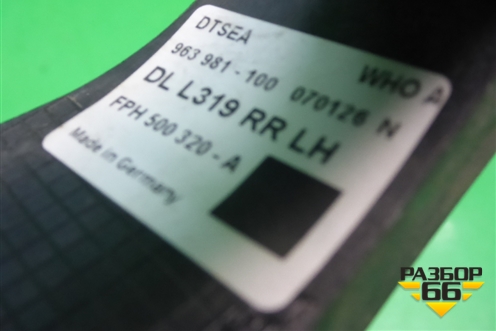 DTSEA
WHO A
963 981 - 100 070126 N
DL L319 RR LH
FPH 500 320 - A
Made in Germany
РАЗБОР
66